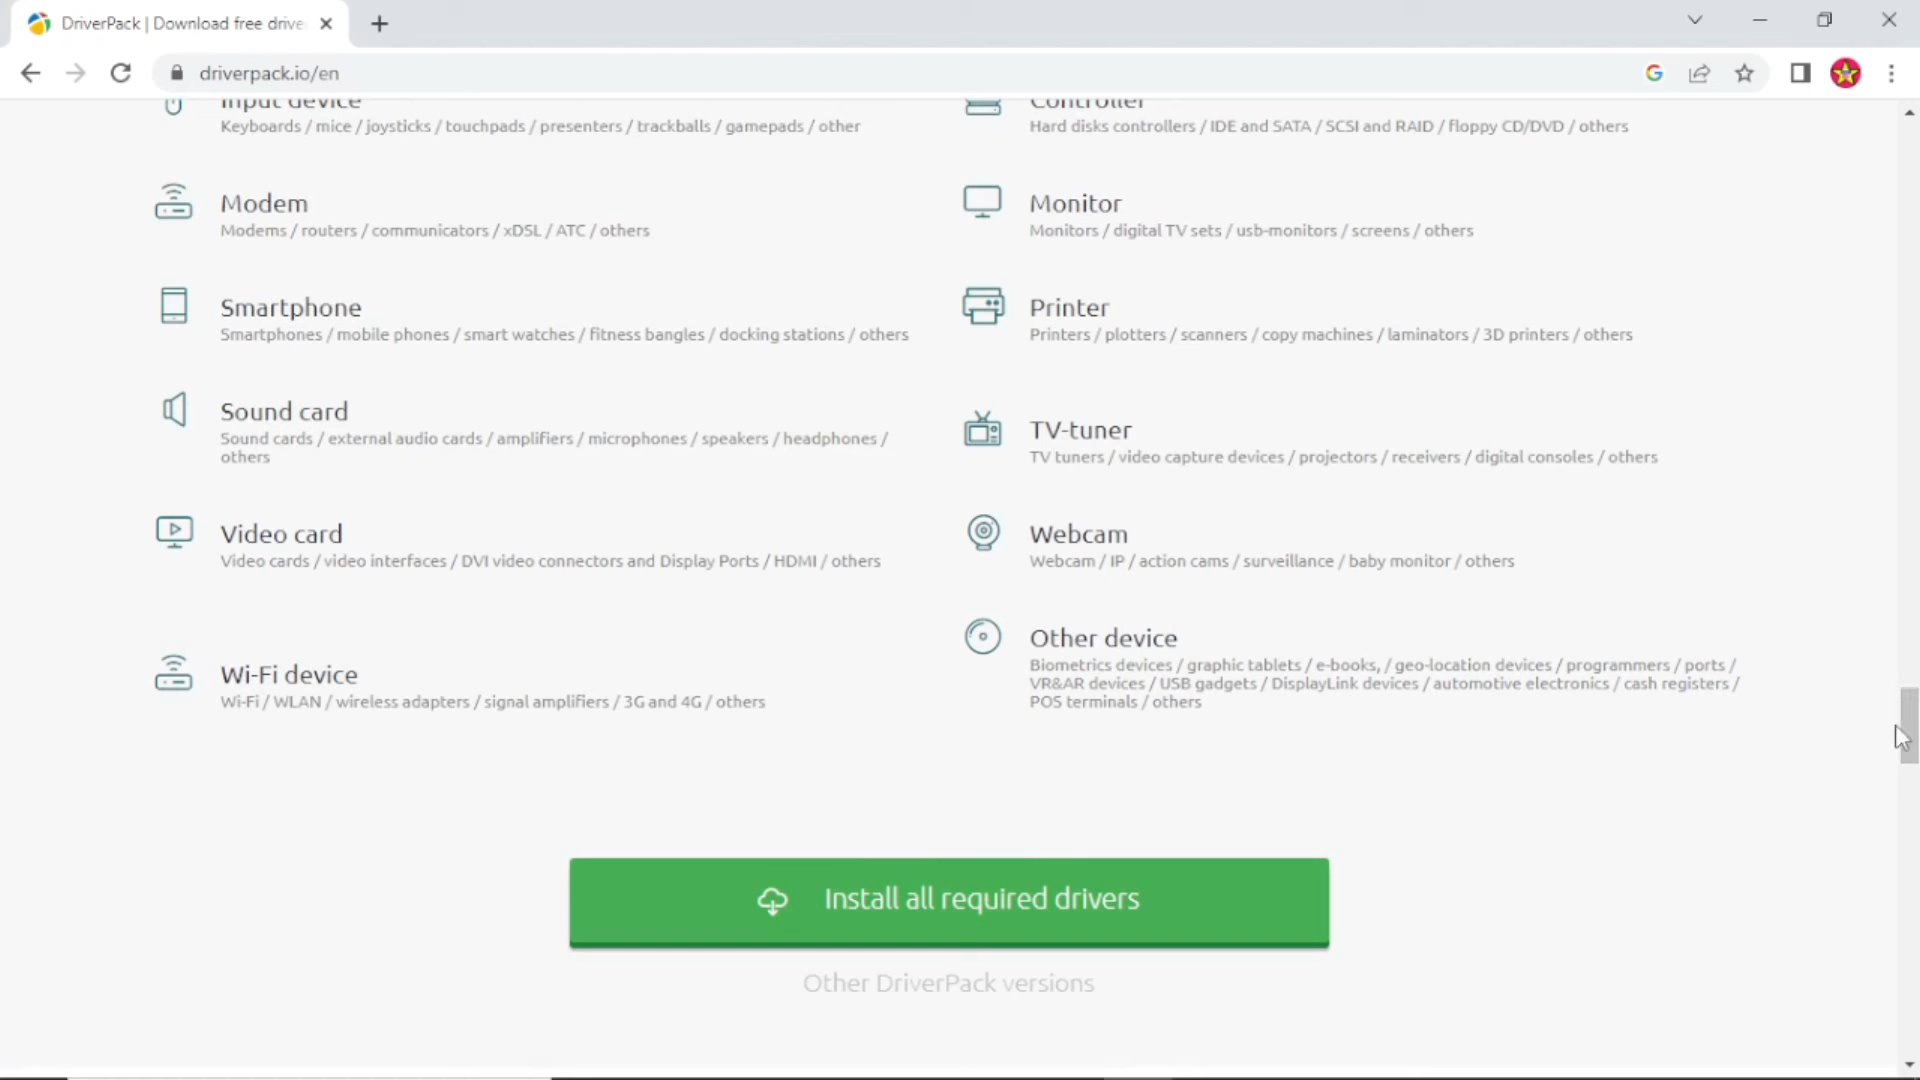 DriverPack | Download free drive
driverpack.io/en
Input device
Keyboards / mice / joysticks / touchpads / presenters / trackballs / gamepads / other
Controller
Hard disks controllers / IDE and SATA / SCSI and RAID / floppy CD/DVD / others
Modem
Modems / routers / communicators / xDSL / ATC / others
Monitor
Monitors / digital TV sets / usb-monitors / screens / others
Smartphone
Smartphones / mobile phones / smart watches / fitness bangles / docking stations / others
Printer
Printers / plotters / scanners / copy machines / laminators / 3D printers / others
Sound card
Sound cards / external audio cards / amplifiers / microphones / speakers / headphones /
others
TV-tuner
TV tuners / video capture devices / projectors / receivers / digital consoles / others
Video card
Video cards / video interfaces / DVI video connectors and Display Ports / HDMI / others
Webcam
Webcam / IP / action cams / surveillance / baby monitor / others
Wi-Fi device
Wi-Fi / WLAN / wireless adapters / signal amplifiers / 3G and 4G / others
Other device
Biometrics devices / graphic tablets / e-books, / geo-location devices / programmers / ports /
VR&AR devices / USB gadgets / DisplayLink devices / automotive electronics / cash registers /
POS terminals / others
Install all required drivers
Other DriverPack versions